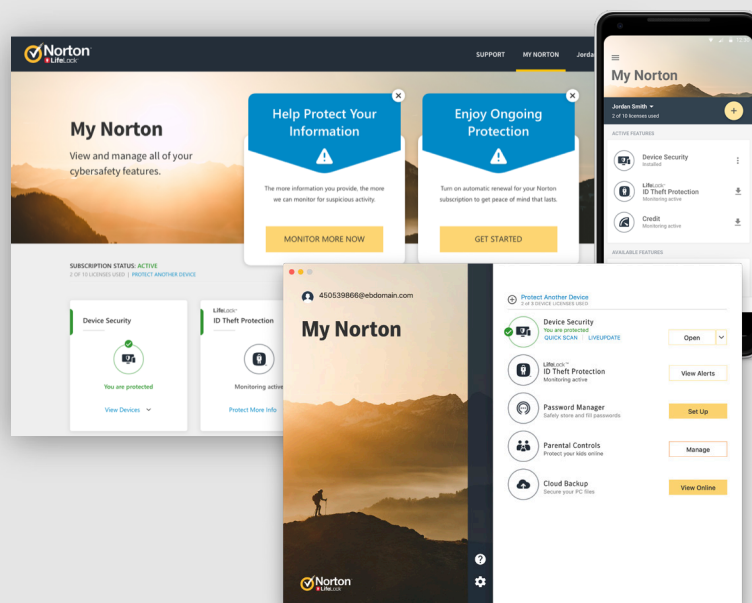 Norton
LifeLock
SUPPORT
MY NORTON
Jorda
My Norton
View and manage all of your
cybersafety features.
Help Protect Your
Information
The more information you provide, the more
we can monitor for suspicious activity.
MONITOR MORE NOW
Enjoy Ongoing
Protection
Turn on automatic renewal for your Norton
subscription to get peace of mind that lasts.
GET STARTED
SUBSCRIPTION STATUS: ACTIVE
2 OF 10 LICENSES USED | PROTECT ANOTHER DEVICE
Device Security
You are protected
View Devices
LifeLock™
ID Theft Protection
Monitoring active
Protect More Info
My Norton
Jordan Smith
2 of 10 licenses used
ACTIVE FEATURES
Device Security
Installed
LifeLock™
ID Theft Protection
Monitoring active
Credit
Monitoring active
AVAILABLE FEATURES
450539866@ebdomain.com
My Norton
Norton
LifeLock
Protect Another Device
2 of 3 DEVICE LICENSES USED
Device Security
You are protected
QUICK SCAN | LIVEUPDATE
Open
LifeLock™
ID Theft Protection
Monitoring active
View Alerts
Password Manager
Safely store and fill passwords
Set Up
Parental Controls
Protect your kids online
Manage
Cloud Backup
Secure your PC files
View Online